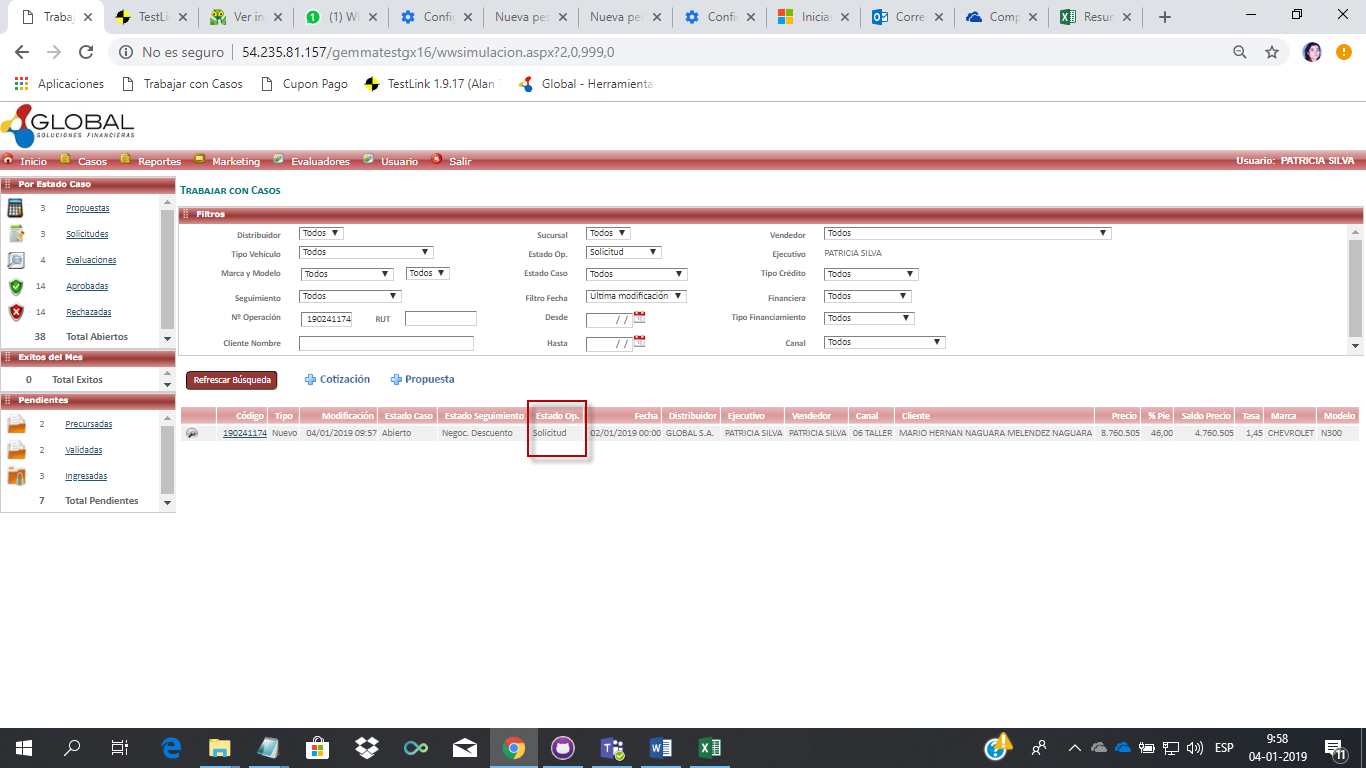 Trabaj
TestLink
Ver in
(1) W
Confic
Nueva pes
Nueva pes
Confic
Inician
Corre
Comp
Resum
No es seguro | 54.235.81.157/gemmatestgx16/wwsimulacion.aspx?2,0,999,0
Aplicaciones
Trabajar con Casos
Cupon Pago
TestLink 1.9.17 (Alan
Global - Herramienta
GLOBAL
SOLUCIONES FINANCIERAS
Inicio Casos Reportes Marketing Evaluadores Usuario Salir
Usuario: PATRICIA SILVA
Por Estado Caso
3 Propuestas
3 Solicitudes
4 Evaluaciones
14 Aprobadas
14 Rechazadas
38 Total Abiertos
Exitos del Mes
0 Total Exitos
Pendientes
2 Precursadas
2 Validadas
3 Ingresadas
7 Total Pendientes
TRABAJAR CON CASOS
Filtros
Distribuidor Todos Sucursal Todos Vendedor Todos
Tipo Vehículo Todos Estado Op. Solicitud Ejecutivo PATRICIA SILVA
Marca y Modelo Todos Todos Estado Caso Todos Tipo Crédito Todos
Seguimiento Todos Filtro Fecha Última modificación Financiera Todos
Nº Operación 190241174 RUT Desde / / Tipo Financiamiento Todos
Cliente Nombre Hasta / / Canal Todos
Refrescar Búsqueda Cotización Propuesta
Código Tipo Modificación Estado Caso Estado Seguimiento Estado Op. Fecha Distribuidor Ejecutivo Vendedor Canal Cliente Precio % Pie Saldo Precio Tasa Marca Modelo
190241174 Nuevo 04/01/2019 09:57 Abierto Negoc. Descuento Solicitud 02/01/2019 00:00 GLOBAL S.A. PATRICIA SILVA PATRICIA SILVA 06 TALLER MARIO HERNAN NAGUARA MELENDEZ NAGUARA 8.760.505 46,00 4.760.505 1,45 CHEVROLET N300
ESP
9:58
04-01-2019
11